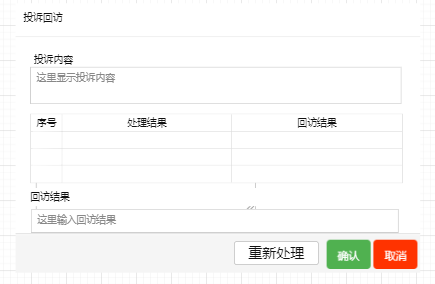 投诉回访
投诉内容
这里显示投诉内容
序号 处理结果 回访结果
回访结果
这里输入回访结果
重新处理 确认 取消